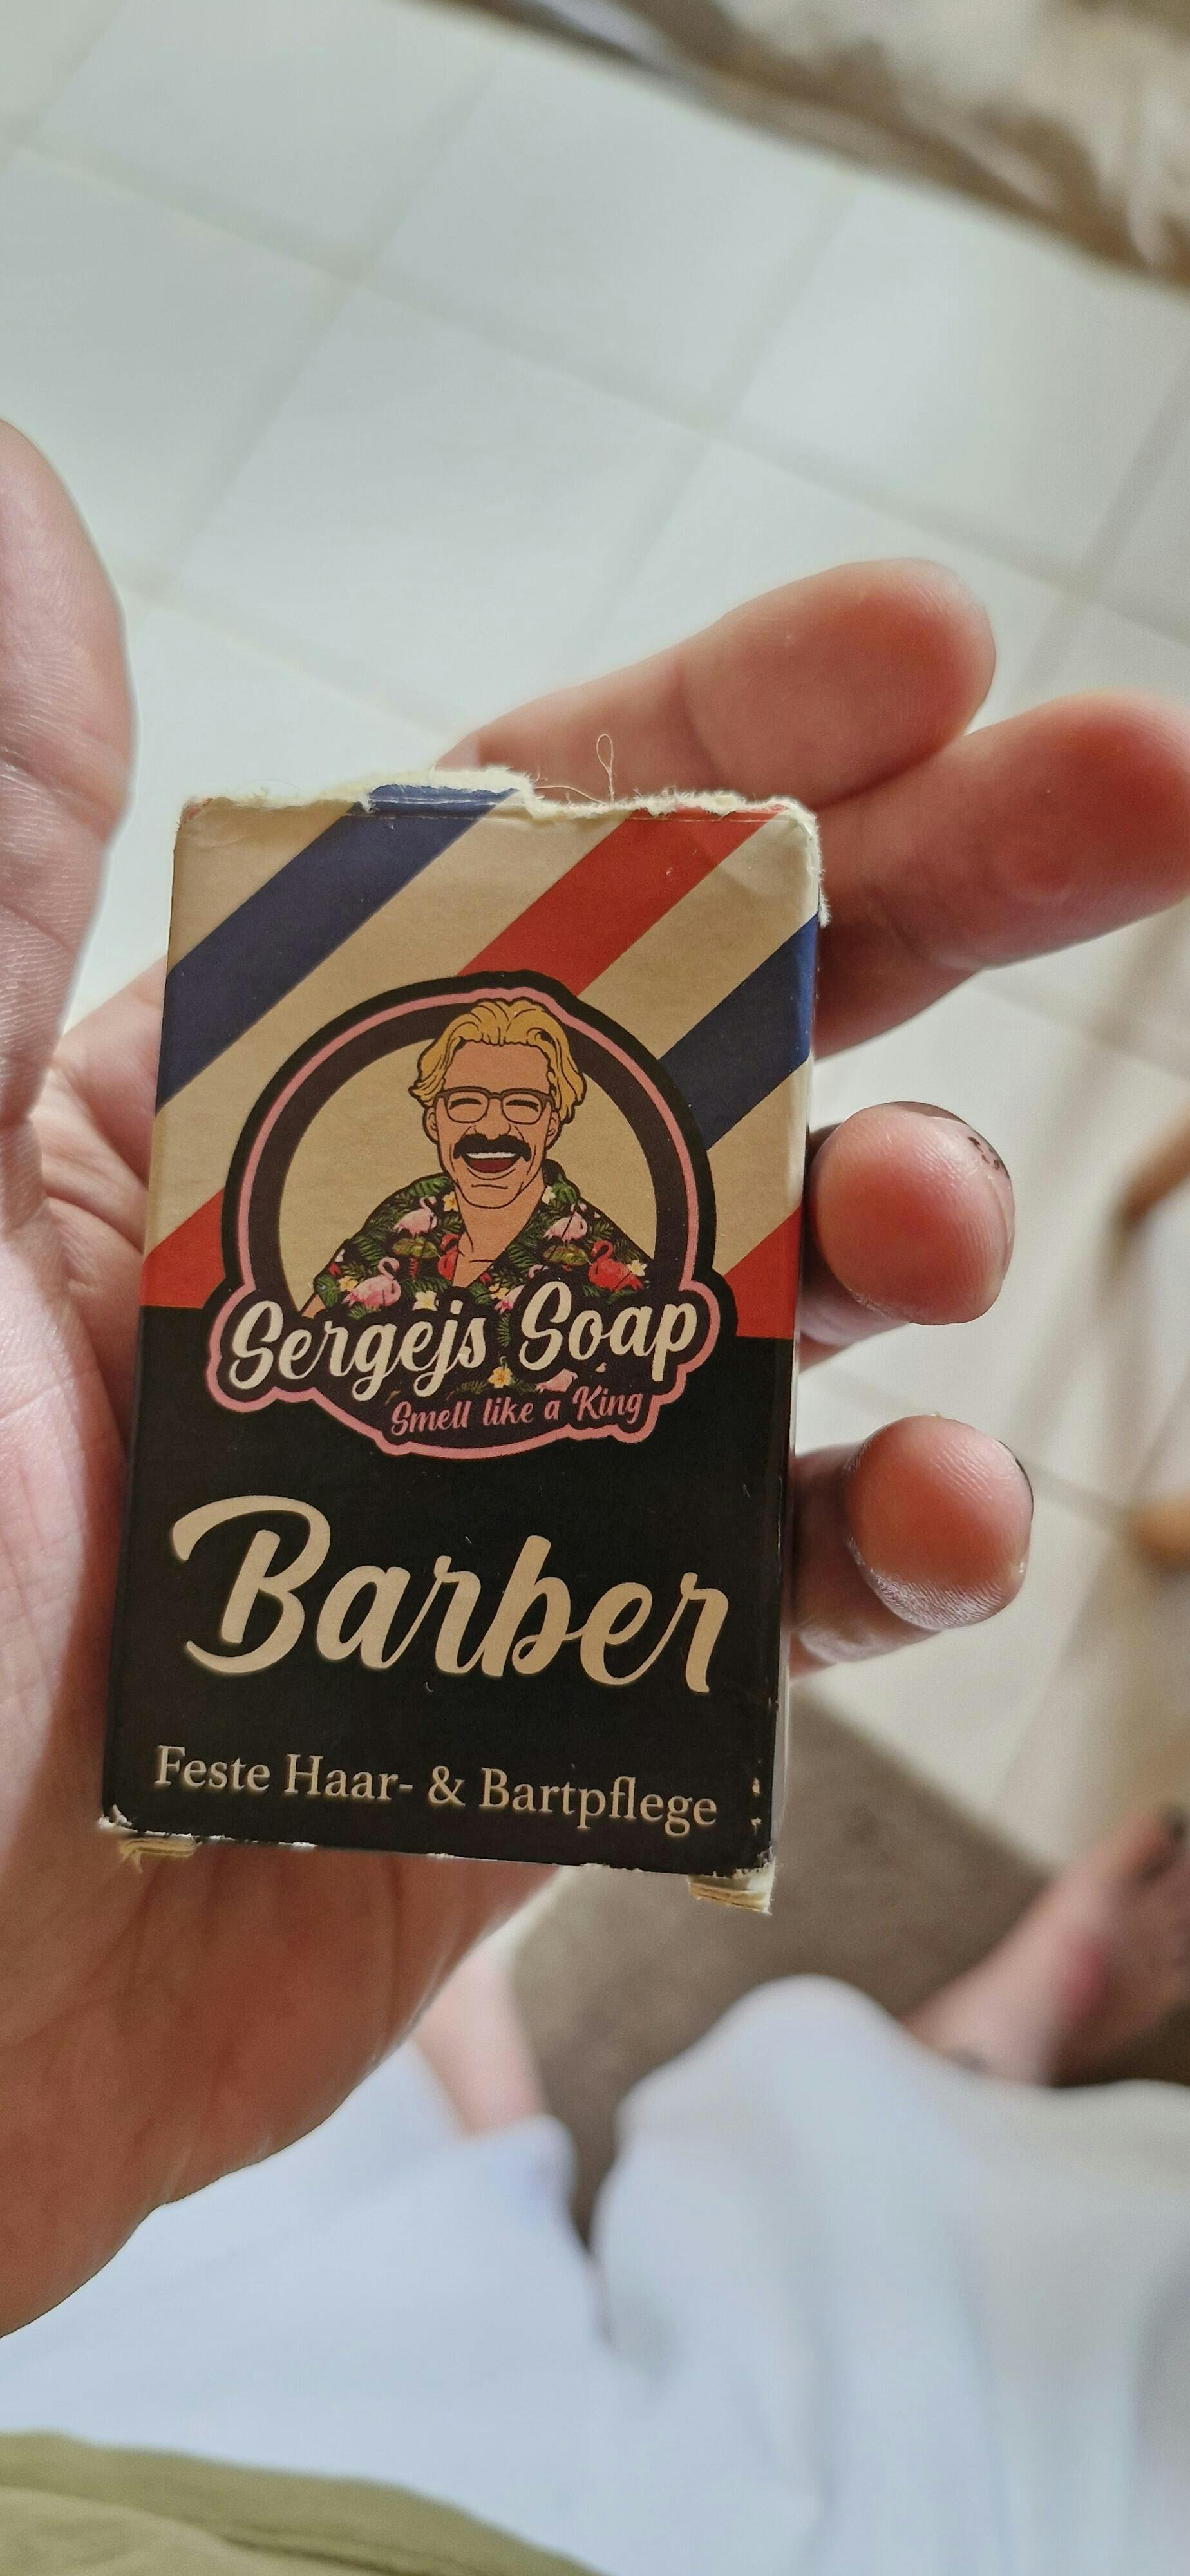 Sergejs Soap
Smell like a King
Barber
Feste Haar- & Bartpflege